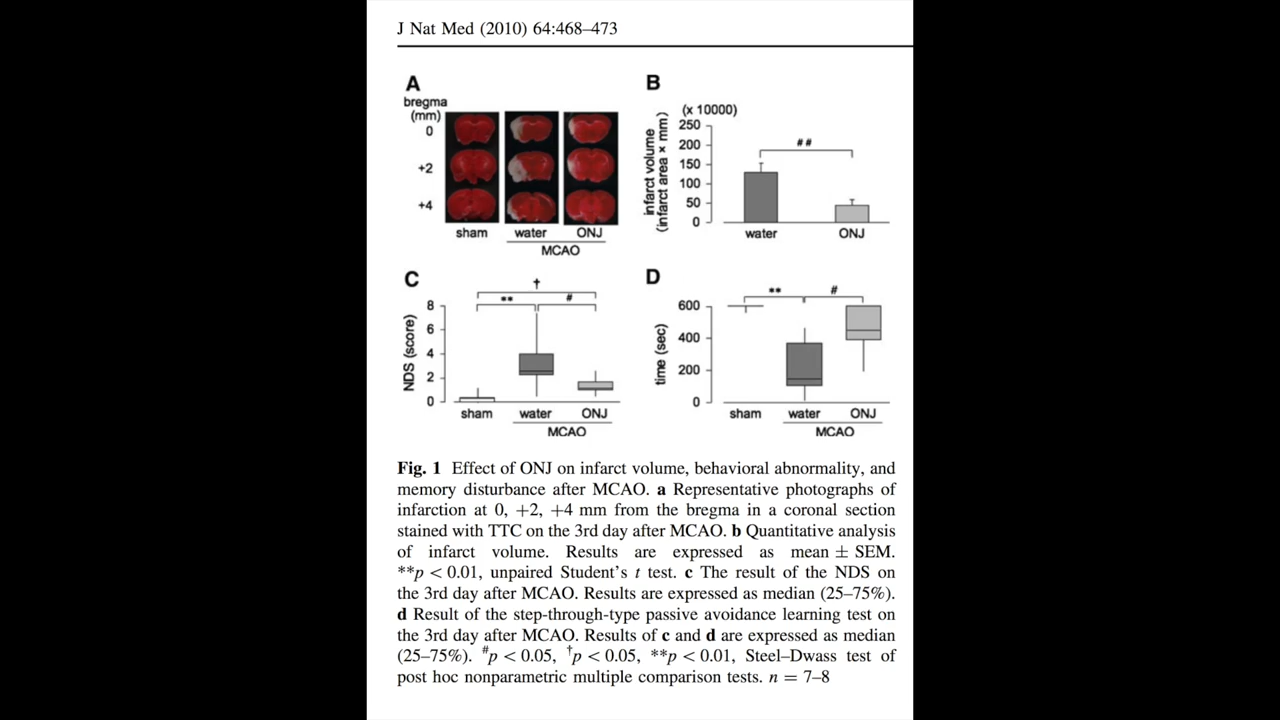 J Nat Med (2010) 64:468–473
A
bregma
(mm)
0
+2
+4
sham
water
ONJ
MCAO
B
(x 10000)
infarct volume
(infarct area × mm)
250
200
150
100
50
0
##
water
ONJ
C
NDS (score)
8
6
4
2
0
†
**
#
sham
water
ONJ
MCAO
D
time (sec)
600
400
200
0
**
#
sham
water
ONJ
MCAO
Fig. 1 Effect of ONJ on infarct volume, behavioral abnormality, and
memory disturbance after MCAO. a Representative photographs of
infarction at 0, +2, +4 mm from the bregma in a coronal section
stained with TTC on the 3rd day after MCAO. b Quantitative analysis
of infarct volume. Results are expressed as mean ± SEM.
**p < 0.01, unpaired Student's t test. c The result of the NDS on
the 3rd day after MCAO. Results are expressed as median (25–75%).
d Result of the step-through-type passive avoidance learning test on
the 3rd day after MCAO. Results of c and d are expressed as median
(25–75%). #p < 0.05, †p < 0.05, **p < 0.01, Steel–Dwass test of
post hoc nonparametric multiple comparison tests. n = 7–8